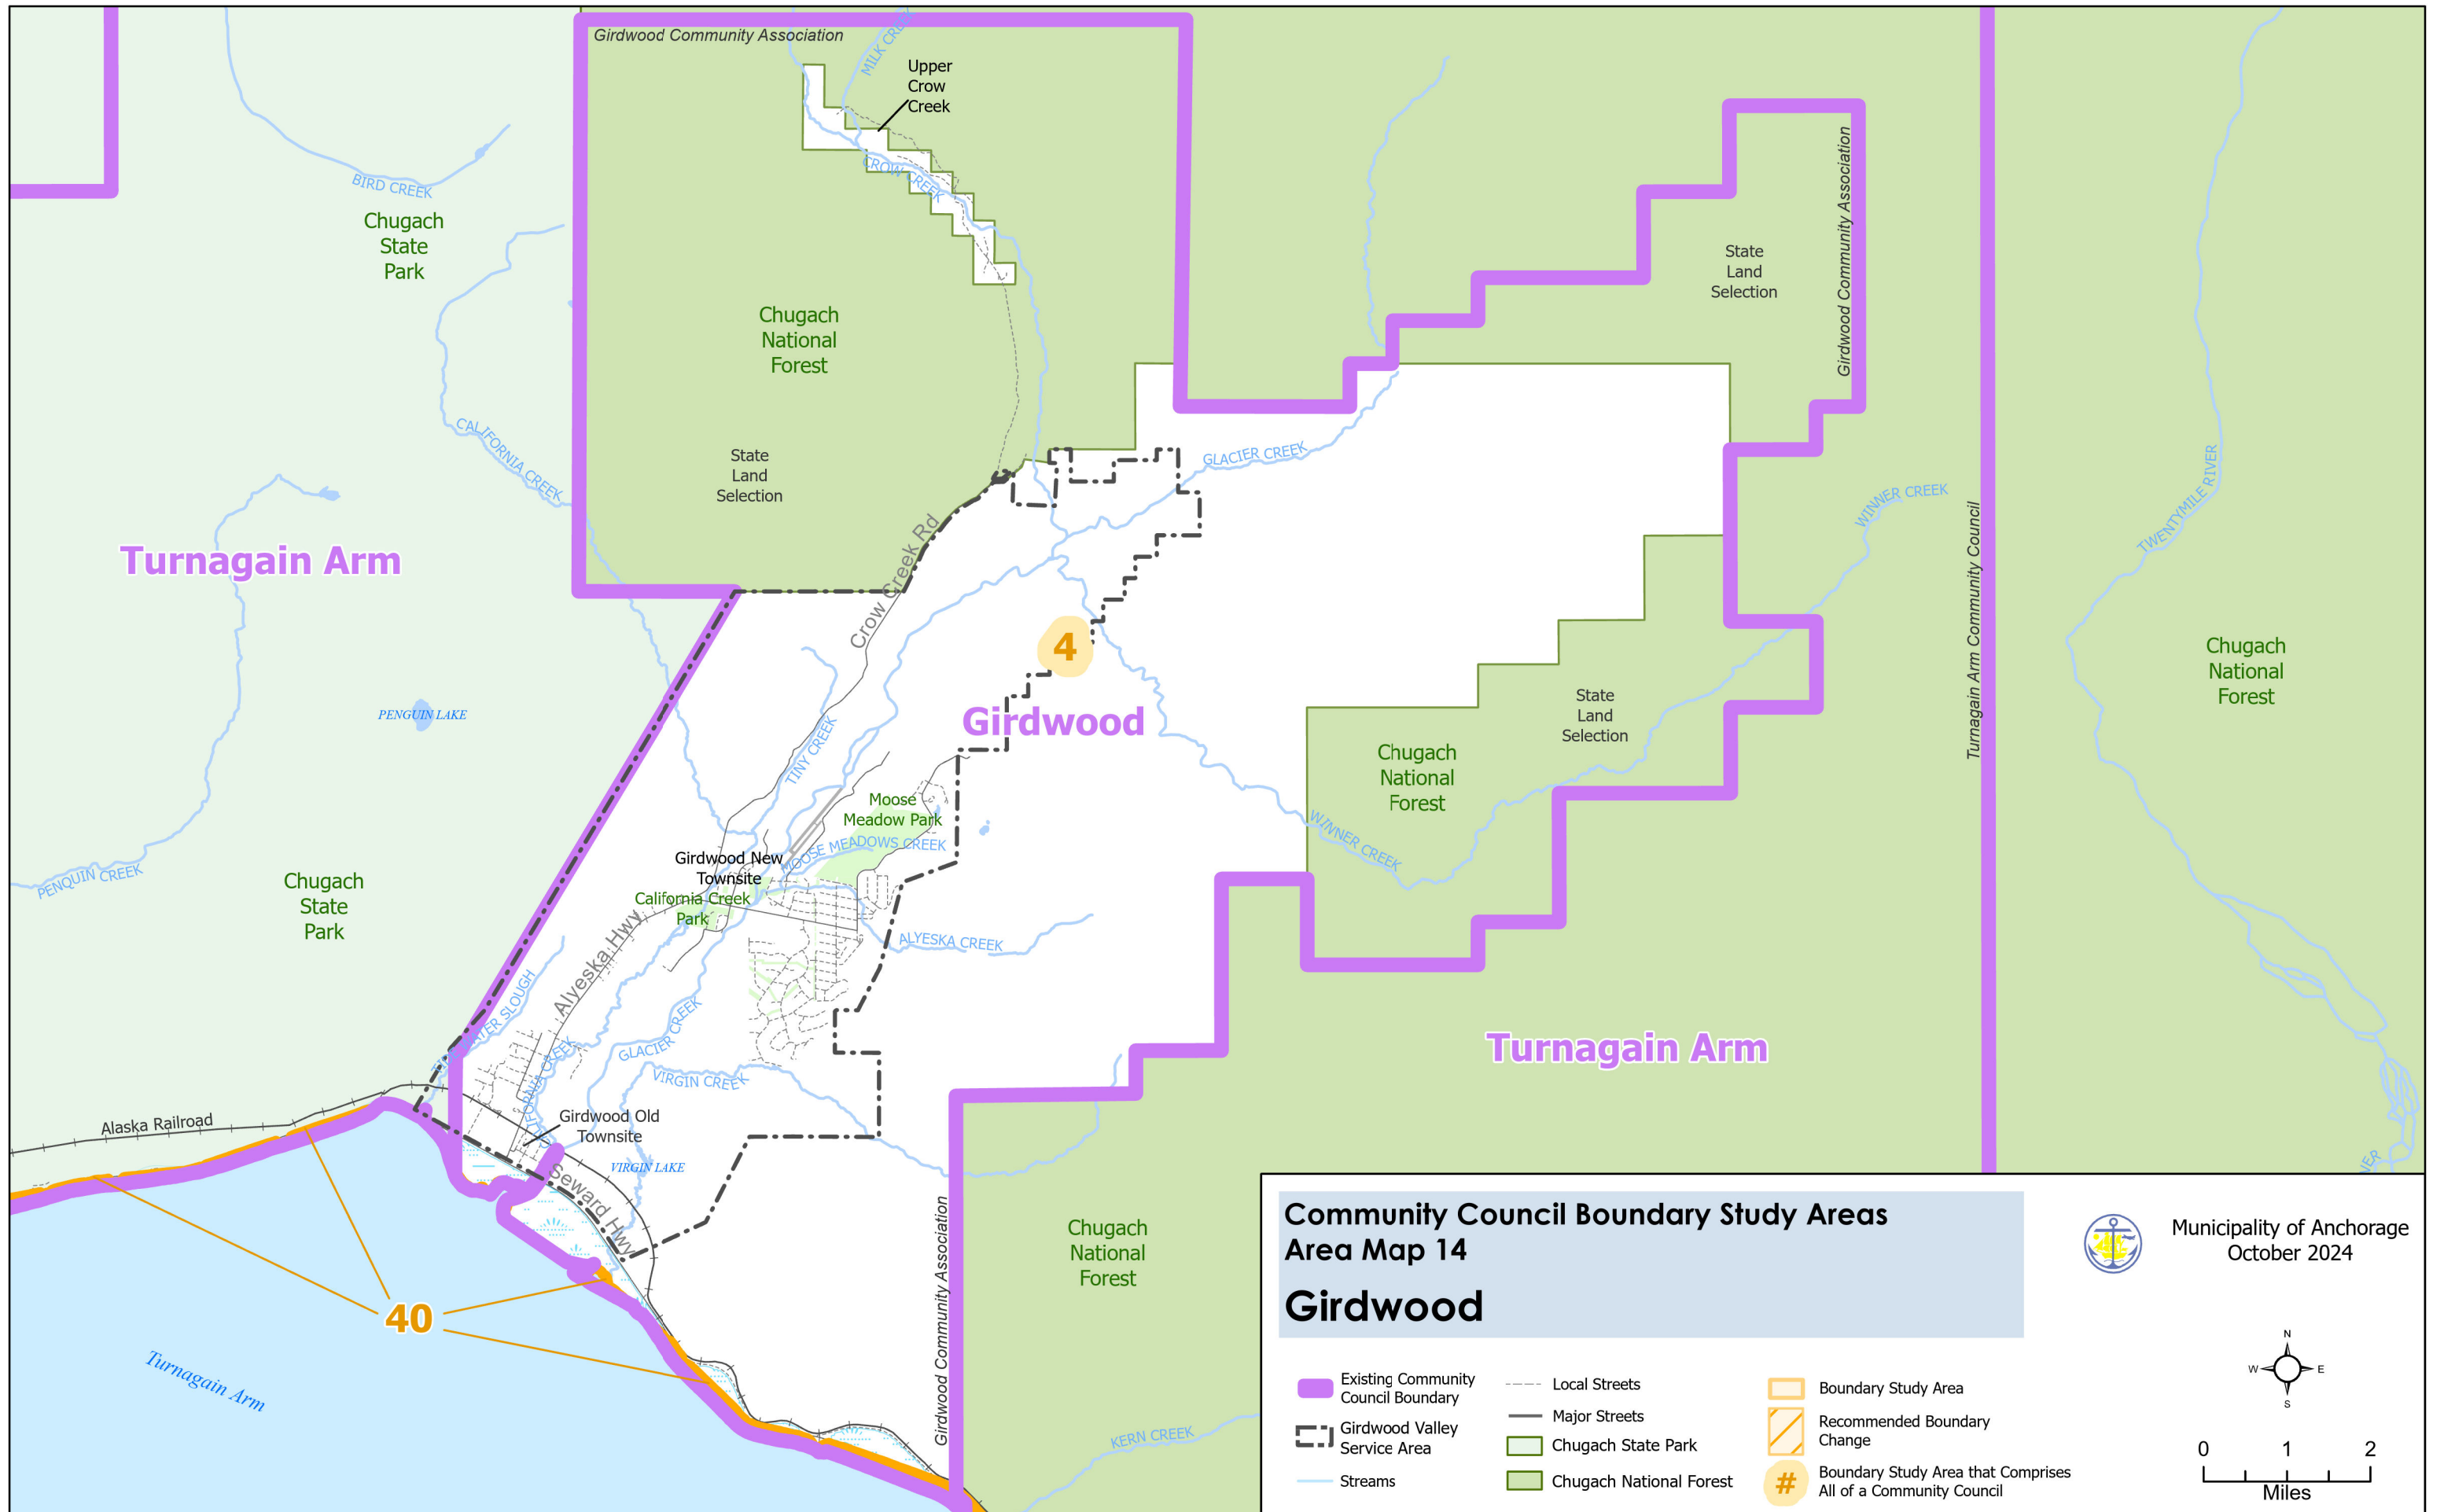 Girdwood Community Association
MILK CREEK
Upper
Crow
Creek
CROW CREEK
BIRD CREEK
Chugach
State
Park
Girdwood Community Association
State
Land
Selection
Chugach
National
Forest
CALIFORNIA CREEK
State
Land
Selection
GLACIER CREEK
TWENTYMILE RIVER
WINNER CREEK
Turnagain Arm Community Council
Crow Creek Rd
Turnagain Arm
4
Chugach
National
Forest
PENGUIN LAKE
Girdwood
State
Land
Selection
TINY CREEK
Chugach
National
Forest
Moose
Meadow Park
MOOSE MEADOWS CREEK
WINNER CREEK
Girdwood New
Townsite
California Creek
Park
PENQUIN CREEK
Chugach
State
Park
Alyeska Hwy
ALYESKA CREEK
SLOUGH
GLACIER CREEK
VIRGIN CREEK
Turnagain Arm
Alaska Railroad
Girdwood Old
Townsite
VIRGIN LAKE
Seward Hwy
Girdwood Community Association
Chugach
National
Forest
40
Turnagain Arm
KERN CREEK
Community Council Boundary Study Areas
Area Map 14
Girdwood
Municipality of Anchorage
October 2024
N
W
E
S
Existing Community
Council Boundary
Girdwood Valley
Service Area
Streams
Local Streets
Major Streets
Chugach State Park
Chugach National Forest
Boundary Study Area
Recommended Boundary
Change
#
Boundary Study Area that Comprises
All of a Community Council
0 1 2
Miles